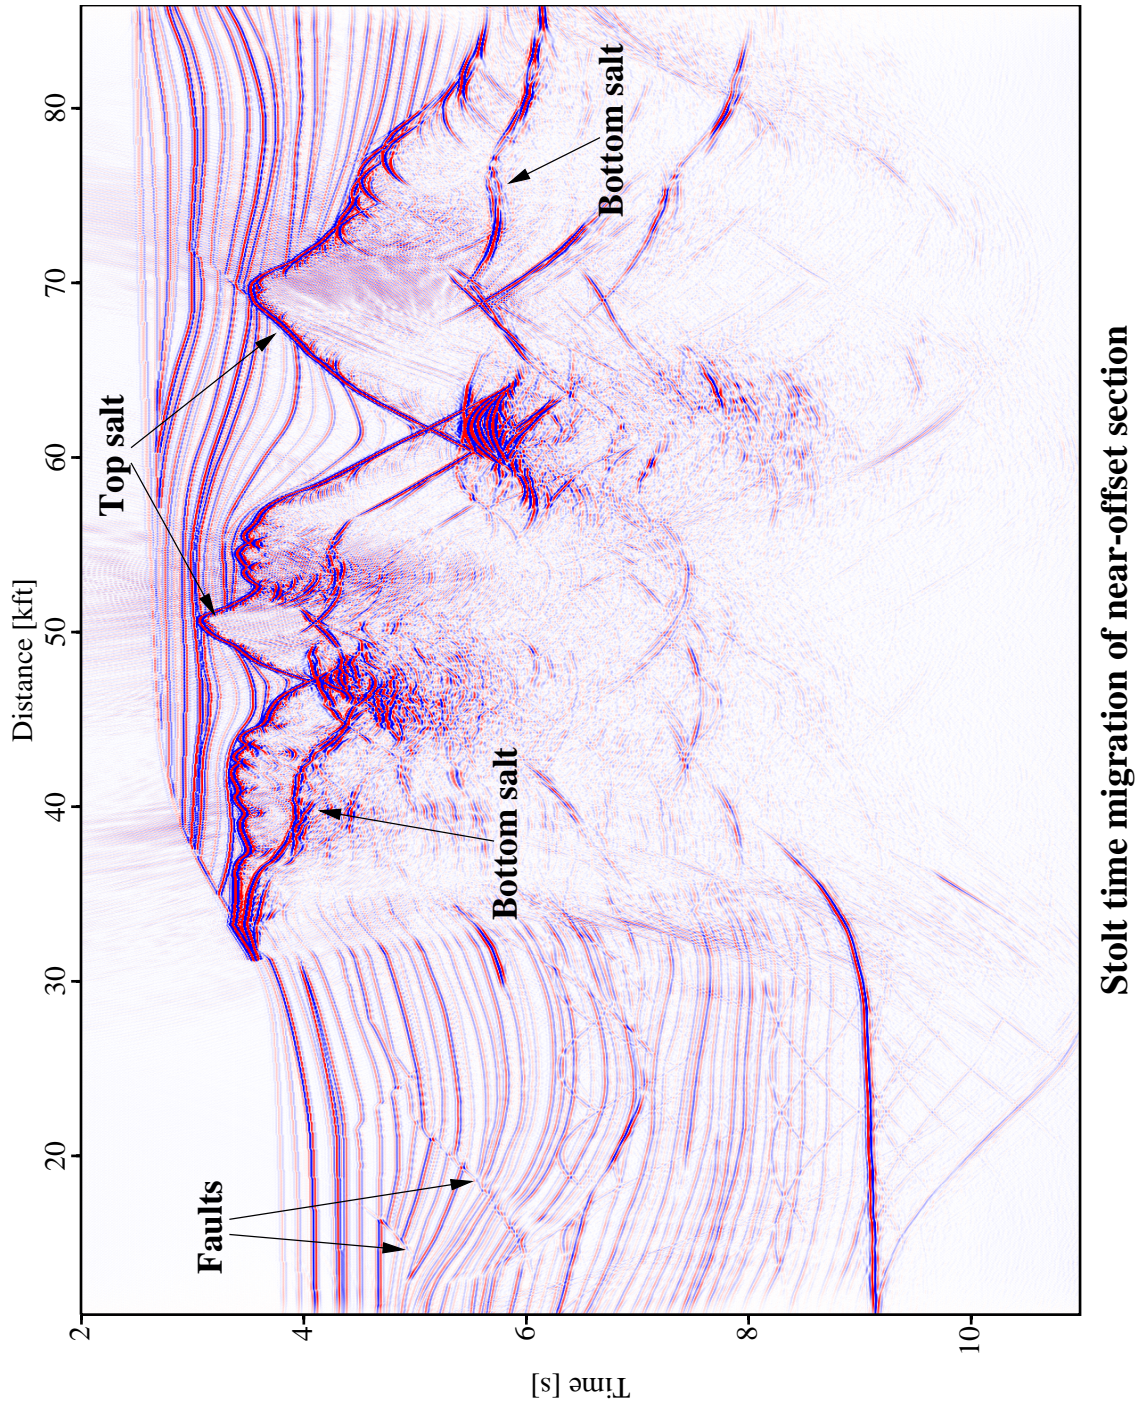 Distance [kft]
20
30
40
50
60
70
80
Time [s]
2
4
6
8
10
Top salt
Faults
Bottom salt
Bottom salt
Stolt time migration of near-offset section